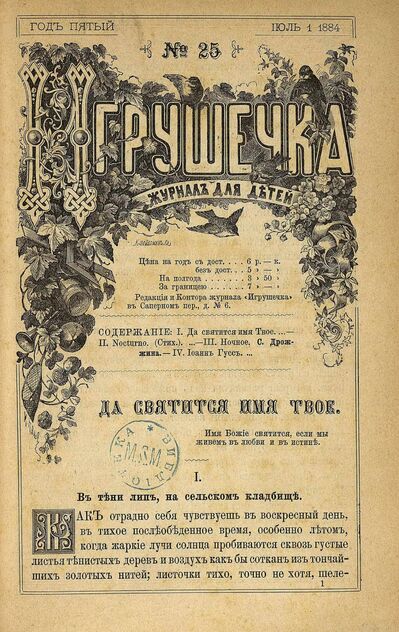 ГОДЪ ПЯТЫЙ
ІЮЛЬ 1 1884
№ 25
ИГРУШЕЧКА
ЖУРНАЛЪ ДЛЯ ДѢТЕЙ
Цѣна на годъ съ дост. . . . 6 р. — к.
безъ дост. . . 5 » — »
На полгода . . . . . . 3 » 50 »
За границею . . . . . 7 » — »
Редакція и Контора журнала «Игрушечка»
въ Саперномъ пер., д. № 6.
СОДЕРЖАНІЕ: I. Да святится имя Твое. ...—
II. Nocturno. (Стих.). ...—III. Ночное. С. Дрож-
жина.—IV. Іоаннъ Гуссъ. ...
ДА СВЯТИТСЯ ИМЯ ТВОЕ.
Имя Божіе святится, если мы
живемъ въ любви и въ истинѣ.
БИБЛІОТЕКА
M.S.M
I.
Въ тѣни липъ, на сельскомъ кладбищѣ.
КАКЪ отрадно себя чувствуешь въ воскресный день,
въ тихое послѣобѣденное время, особенно лѣтомъ,
когда жаркіе лучи солнца пробиваются сквозь густые
листья тѣнистыхъ деревъ и воздухъ какъ бы сотканъ изъ тончай-
шихъ золотыхъ нитей; листочки тихо, точно не хотя, шеле-
1